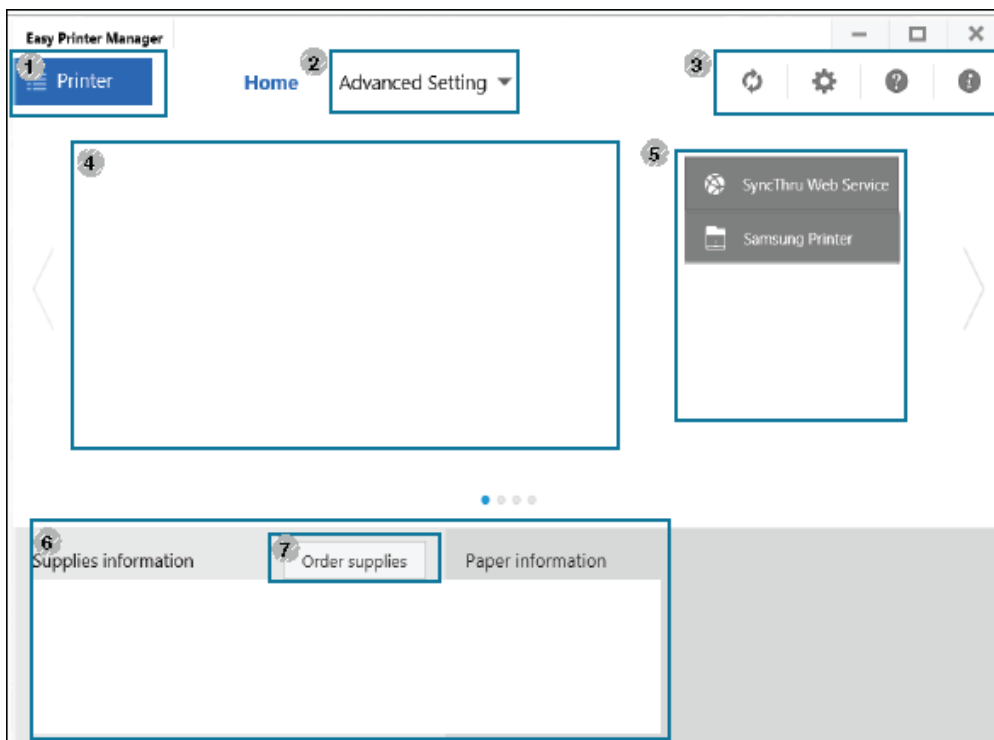 Easy Printer Manager
1
Printer
Home
2
Advanced Setting
3
4
5
SyncThru Web Service
Samsung Printer
6
Supplies information
7
Order supplies
Paper information